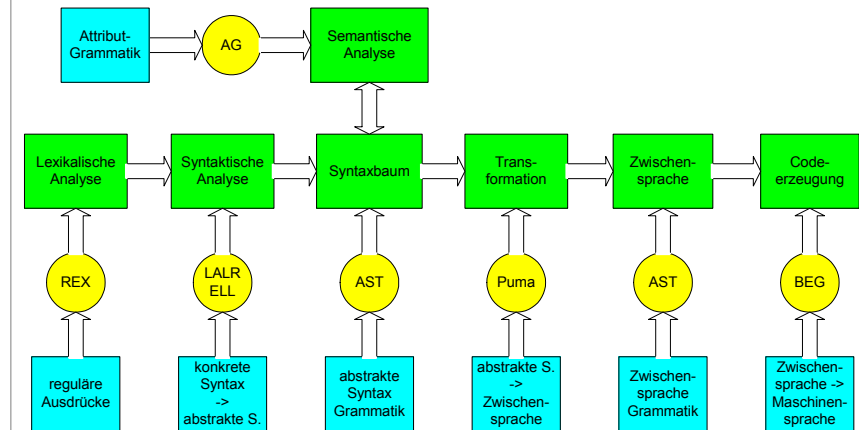 Attribut-
Grammatik
AG
Semantische
Analyse
Lexikalische
Analyse
Syntaktische
Analyse
Syntaxbaum
Trans-
formation
Zwischen-
sprache
Code-
erzeugung
REX
LALR
ELL
AST
Puma
AST
BEG
reguläre
Ausdrücke
konkrete
Syntax
->
abstrakte S.
abstrakte
Syntax
Grammatik
abstrakte S.
->
Zwischen-
sprache
Zwischen-
sprache
Grammatik
Zwischen-
sprache ->
Maschinen-
sprache